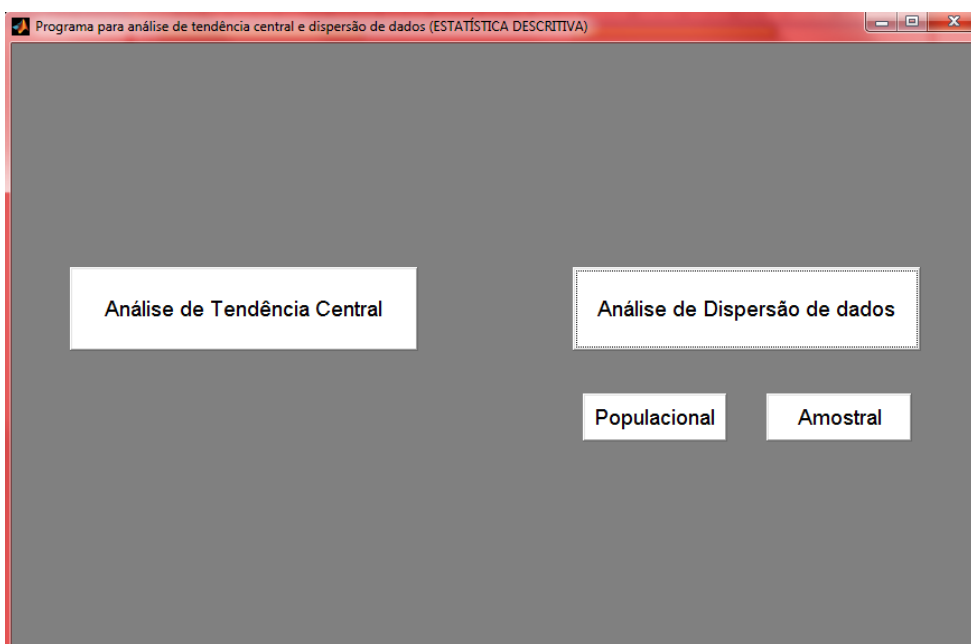 Programa para análise de tendência central e dispersão de dados (ESTATÍSTICA DESCRITIVA)
Análise de Tendência Central
Análise de Dispersão de dados
Populacional
Amostral